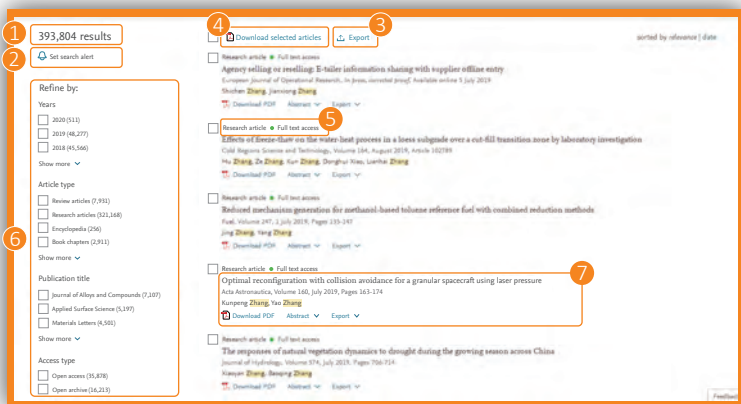 1
393,804 results
2
Set search alert
Refine by:
Years
2020 (511)
2019 (48,277)
2018 (45,566)
Show more
Article type
Review articles (7,931)
Research articles (321,168)
Encyclopedia (256)
Book chapters (2,911)
6
Show more
Publication title
Journal of Alloys and Compounds (7,107)
Applied Surface Science (5,197)
Materials Letters (4,501)
Show more
Access type
Open access (35,878)
Open archive (16,213)
4
Download selected articles
3
Export
sorted by relevance | date
Research article Full text access
Agency selling or reselling: E-tailer information sharing with supplier offline entry
European Journal of Operational Research, In press, corrected proof, Available online 5 July 2019
Shichen Zhang, Jianxiong Zhang
Download PDF Abstract Export
5
Research article Full text access
Effects of freeze-thaw on the water-heat process in a loess subgrade over a cut-fill transition zone by laboratory investigation
Cold Regions Science and Technology, Volume 164, August 2019, Article 102789
Mu Zhang, Ze Zhang, Kun Zhang, Donghui Xiao, Lianhai Zhang
Download PDF Abstract Export
Research article Full text access
Reduced mechanism generation for methanol-based toluene reference fuel with combined reduction methods
Fuel, Volume 247, 1 July 2019, Pages 135-147
Jing Zhang, Yang Zhang
Download PDF Abstract Export
Research article Full text access
7
Optimal reconfiguration with collision avoidance for a granular spacecraft using laser pressure
Acta Astronautica, Volume 160, July 2019, Pages 163-174
Kunpeng Zhang, Yao Zhang
Download PDF Abstract Export
Research article Full text access
The responses of natural vegetation dynamics to drought during the growing season across China
Journal of Hydrology, Volume 574, July 2019, Pages 706-714
Zhang, Baoqing Zhang
Download PDF Abstract Export
Feedback